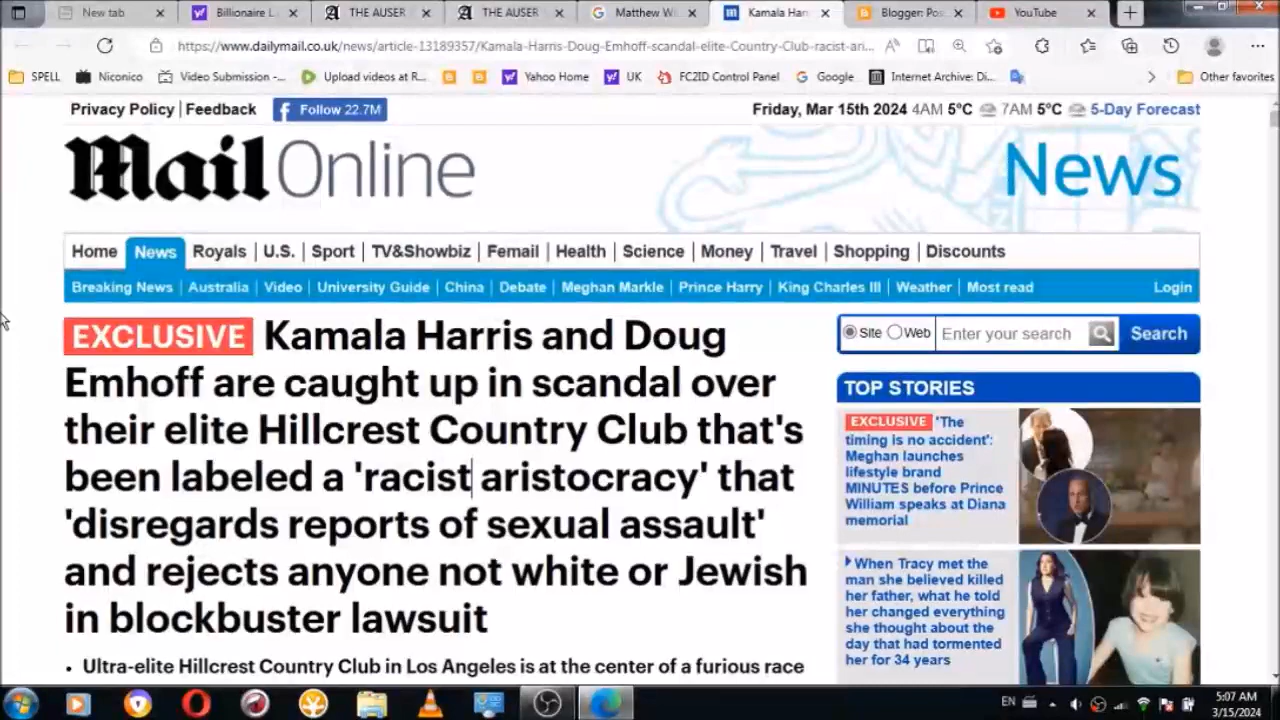 New tab
Billionaire L
THE AUSER
THE AUSER
Matthew W
Kamala Har
Blogger: Pos
YouTube
https://www.dailymail.co.uk/news/article-13189357/Kamala-Harris-Doug-Emhoff-scandal-elite-Country-Club-racist-ari...
SPELL
Niconico
Video Submission -...
Upload videos at R...
Yahoo Home
UK
FC2ID Control Panel
Google
Internet Archive: Di...
Other favorites
Privacy Policy | Feedback
Follow 22.7M
Friday, Mar 15th 2024 4AM 5°C 7AM 5°C 5-Day Forecast
Mail Online
News
Home News Royals U.S. Sport TV&Showbiz Femail Health Science Money Travel Shopping Discounts
Breaking News Australia Video University Guide China Debate Meghan Markle Prince Harry King Charles III Weather Most read Login
EXCLUSIVE Kamala Harris and Doug
Emhoff are caught up in scandal over
their elite Hillcrest Country Club that's
been labeled a 'racist aristocracy' that
'disregards reports of sexual assault'
and rejects anyone not white or Jewish
in blockbuster lawsuit
• Ultra-elite Hillcrest Country Club in Los Angeles is at the center of a furious race
Site Web Enter your search Search
TOP STORIES
EXCLUSIVE 'The
timing is no accident':
Meghan launches
lifestyle brand
MINUTES before Prince
William speaks at Diana
memorial
When Tracy met the
man she believed killed
her father, what he told
her changed everything
she thought about the
day that had tormented
her for 34 years
EN
5:07 AM
3/15/2024